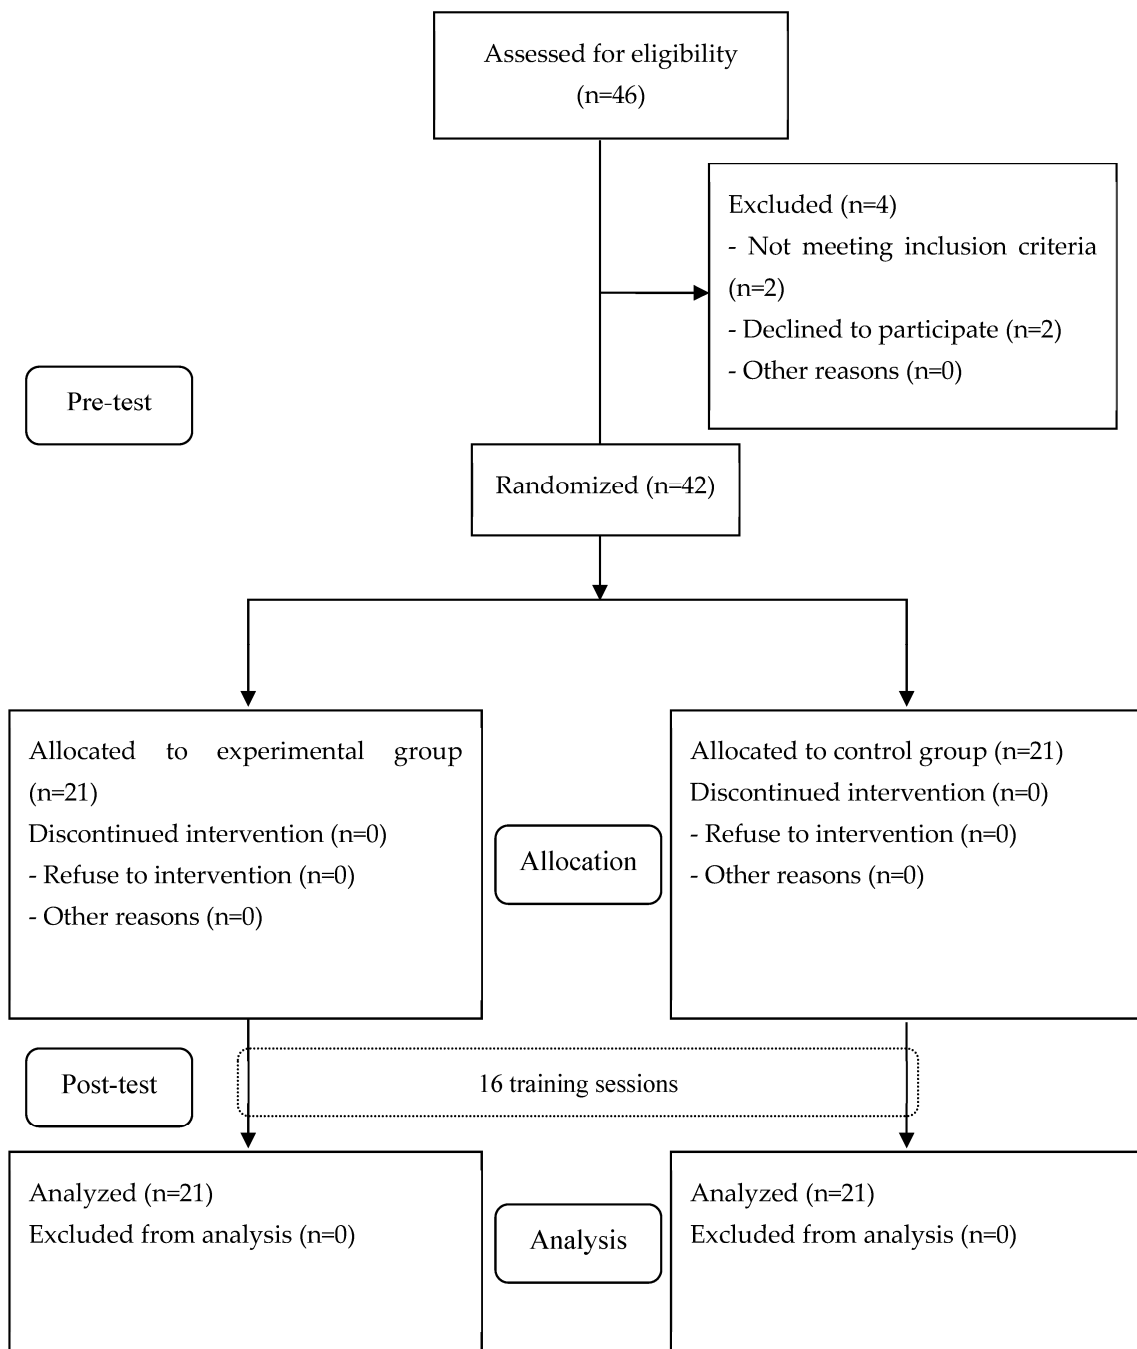 Assessed for eligibility
(n=46)
Excluded (n=4)
- Not meeting inclusion criteria
(n=2)
- Declined to participate (n=2)
- Other reasons (n=0)
Pre-test
Randomized (n=42)
Allocated to experimental group
(n=21)
Discontinued intervention (n=0)
- Refuse to intervention (n=0)
- Other reasons (n=0)
Allocation
Allocated to control group (n=21)
Discontinued intervention (n=0)
- Refuse to intervention (n=0)
- Other reasons (n=0)
Post-test
16 training sessions
Analyzed (n=21)
Excluded from analysis (n=0)
Analysis
Analyzed (n=21)
Excluded from analysis (n=0)